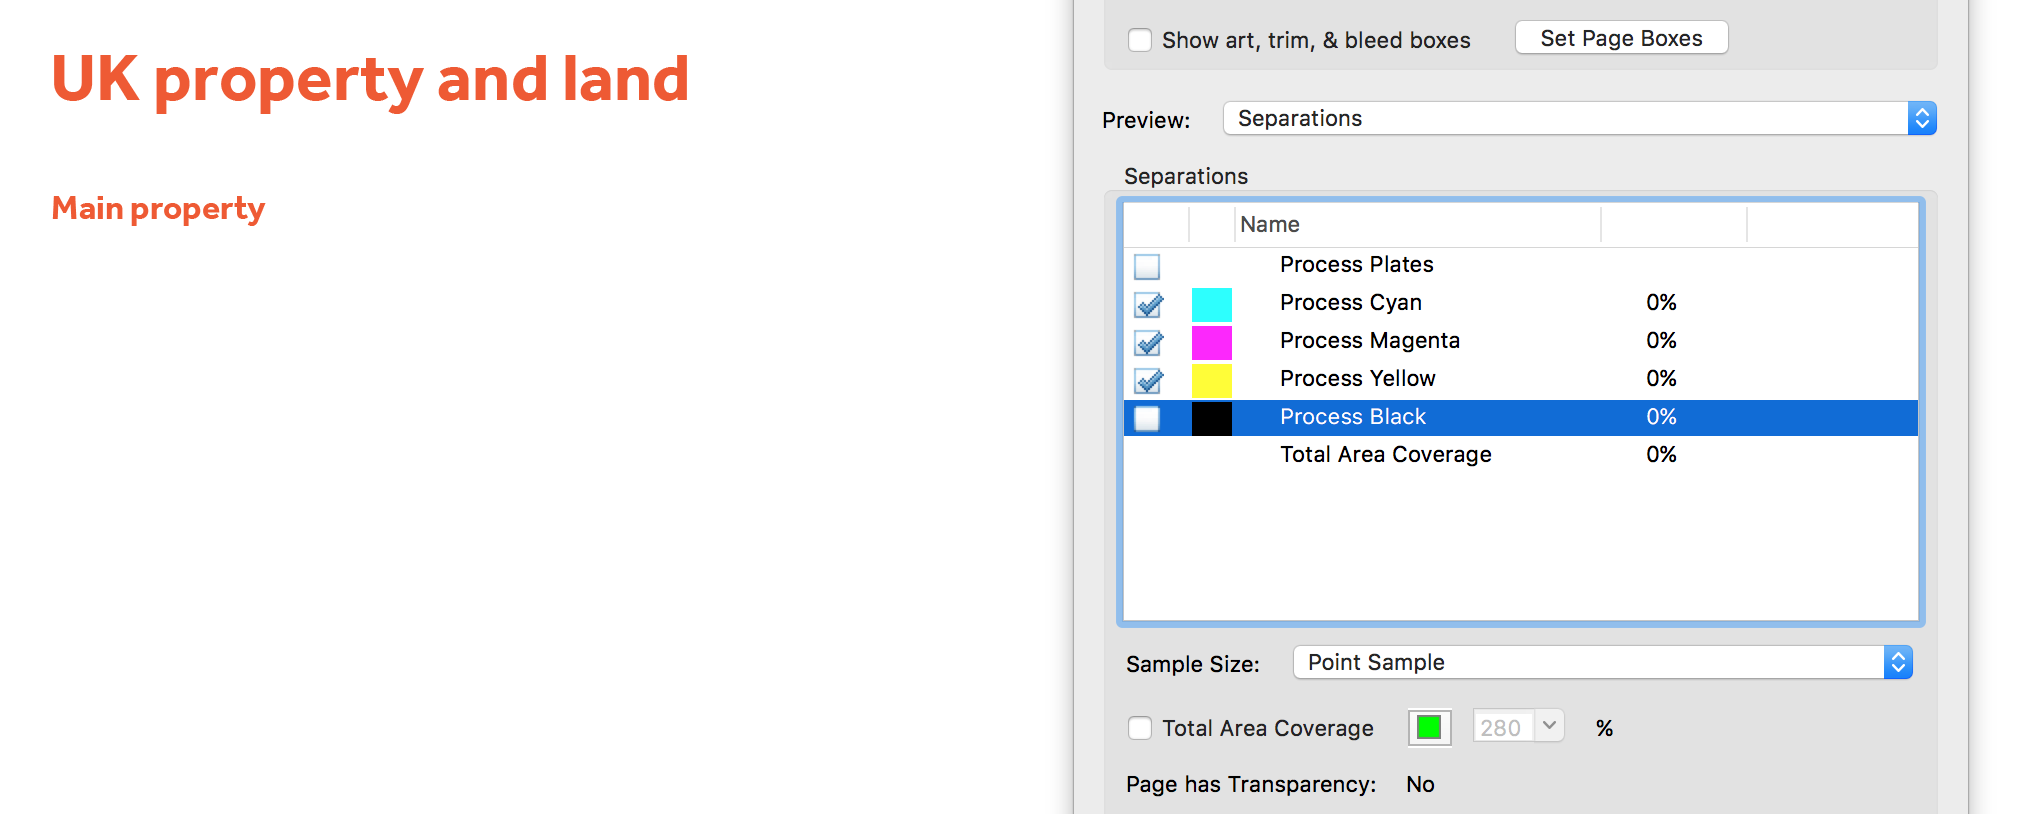 UK property and land
Main property
Show art, trim, & bleed boxes
Set Page Boxes
Preview:
Separations
Separations
Name
Process Plates
Process Cyan 0%
Process Magenta 0%
Process Yellow 0%
Process Black 0%
Total Area Coverage 0%
Sample Size:
Point Sample
Total Area Coverage 280 %
Page has Transparency: No